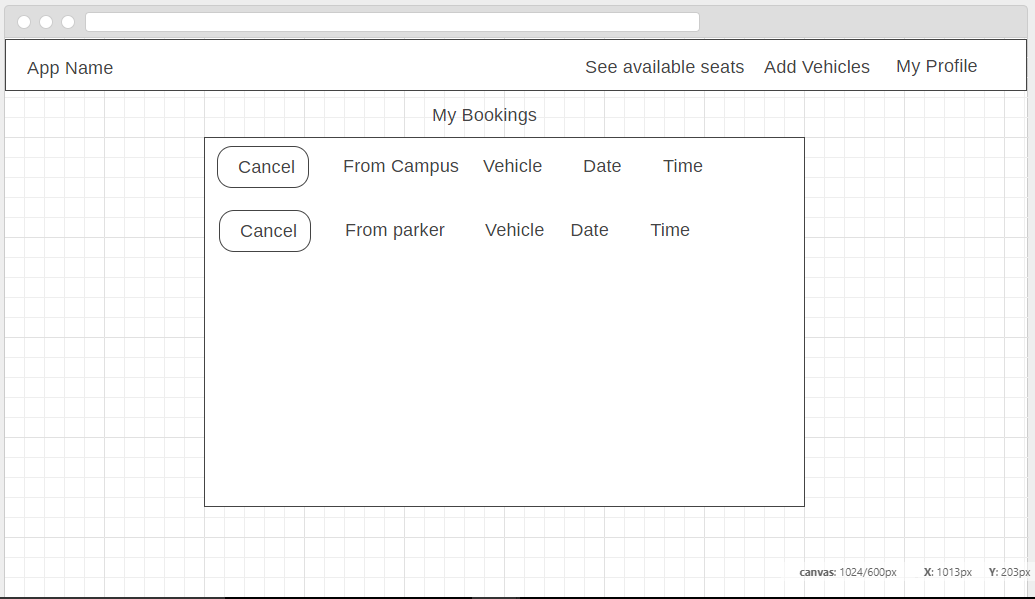 App Name See available seats Add Vehicles My Profile
My Bookings
Cancel From Campus Vehicle Date Time
Cancel From parker Vehicle Date Time
canvas: 1024/600px X: 1013px Y: 203px